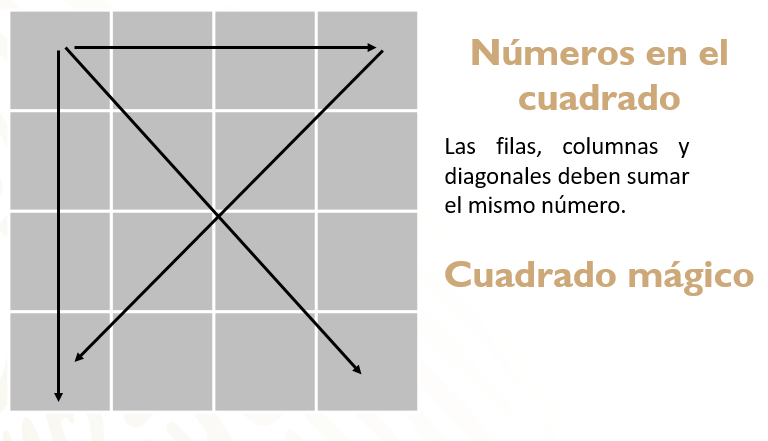 Números en el
cuadrado
Las filas, columnas y
diagonales deben sumar
el mismo número.
Cuadrado mágico